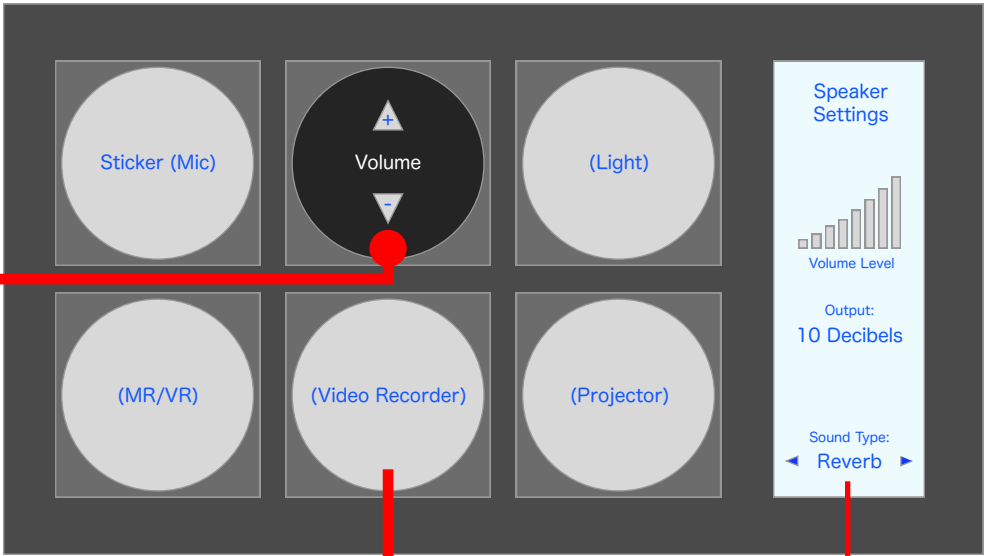 Sticker (Mic)
+
Volume
-
(Light)
(MR/VR)
(Video Recorder)
(Projector)
Speaker
Settings
Volume Level
Output:
10 Decibels
Sound Type:
Reverb